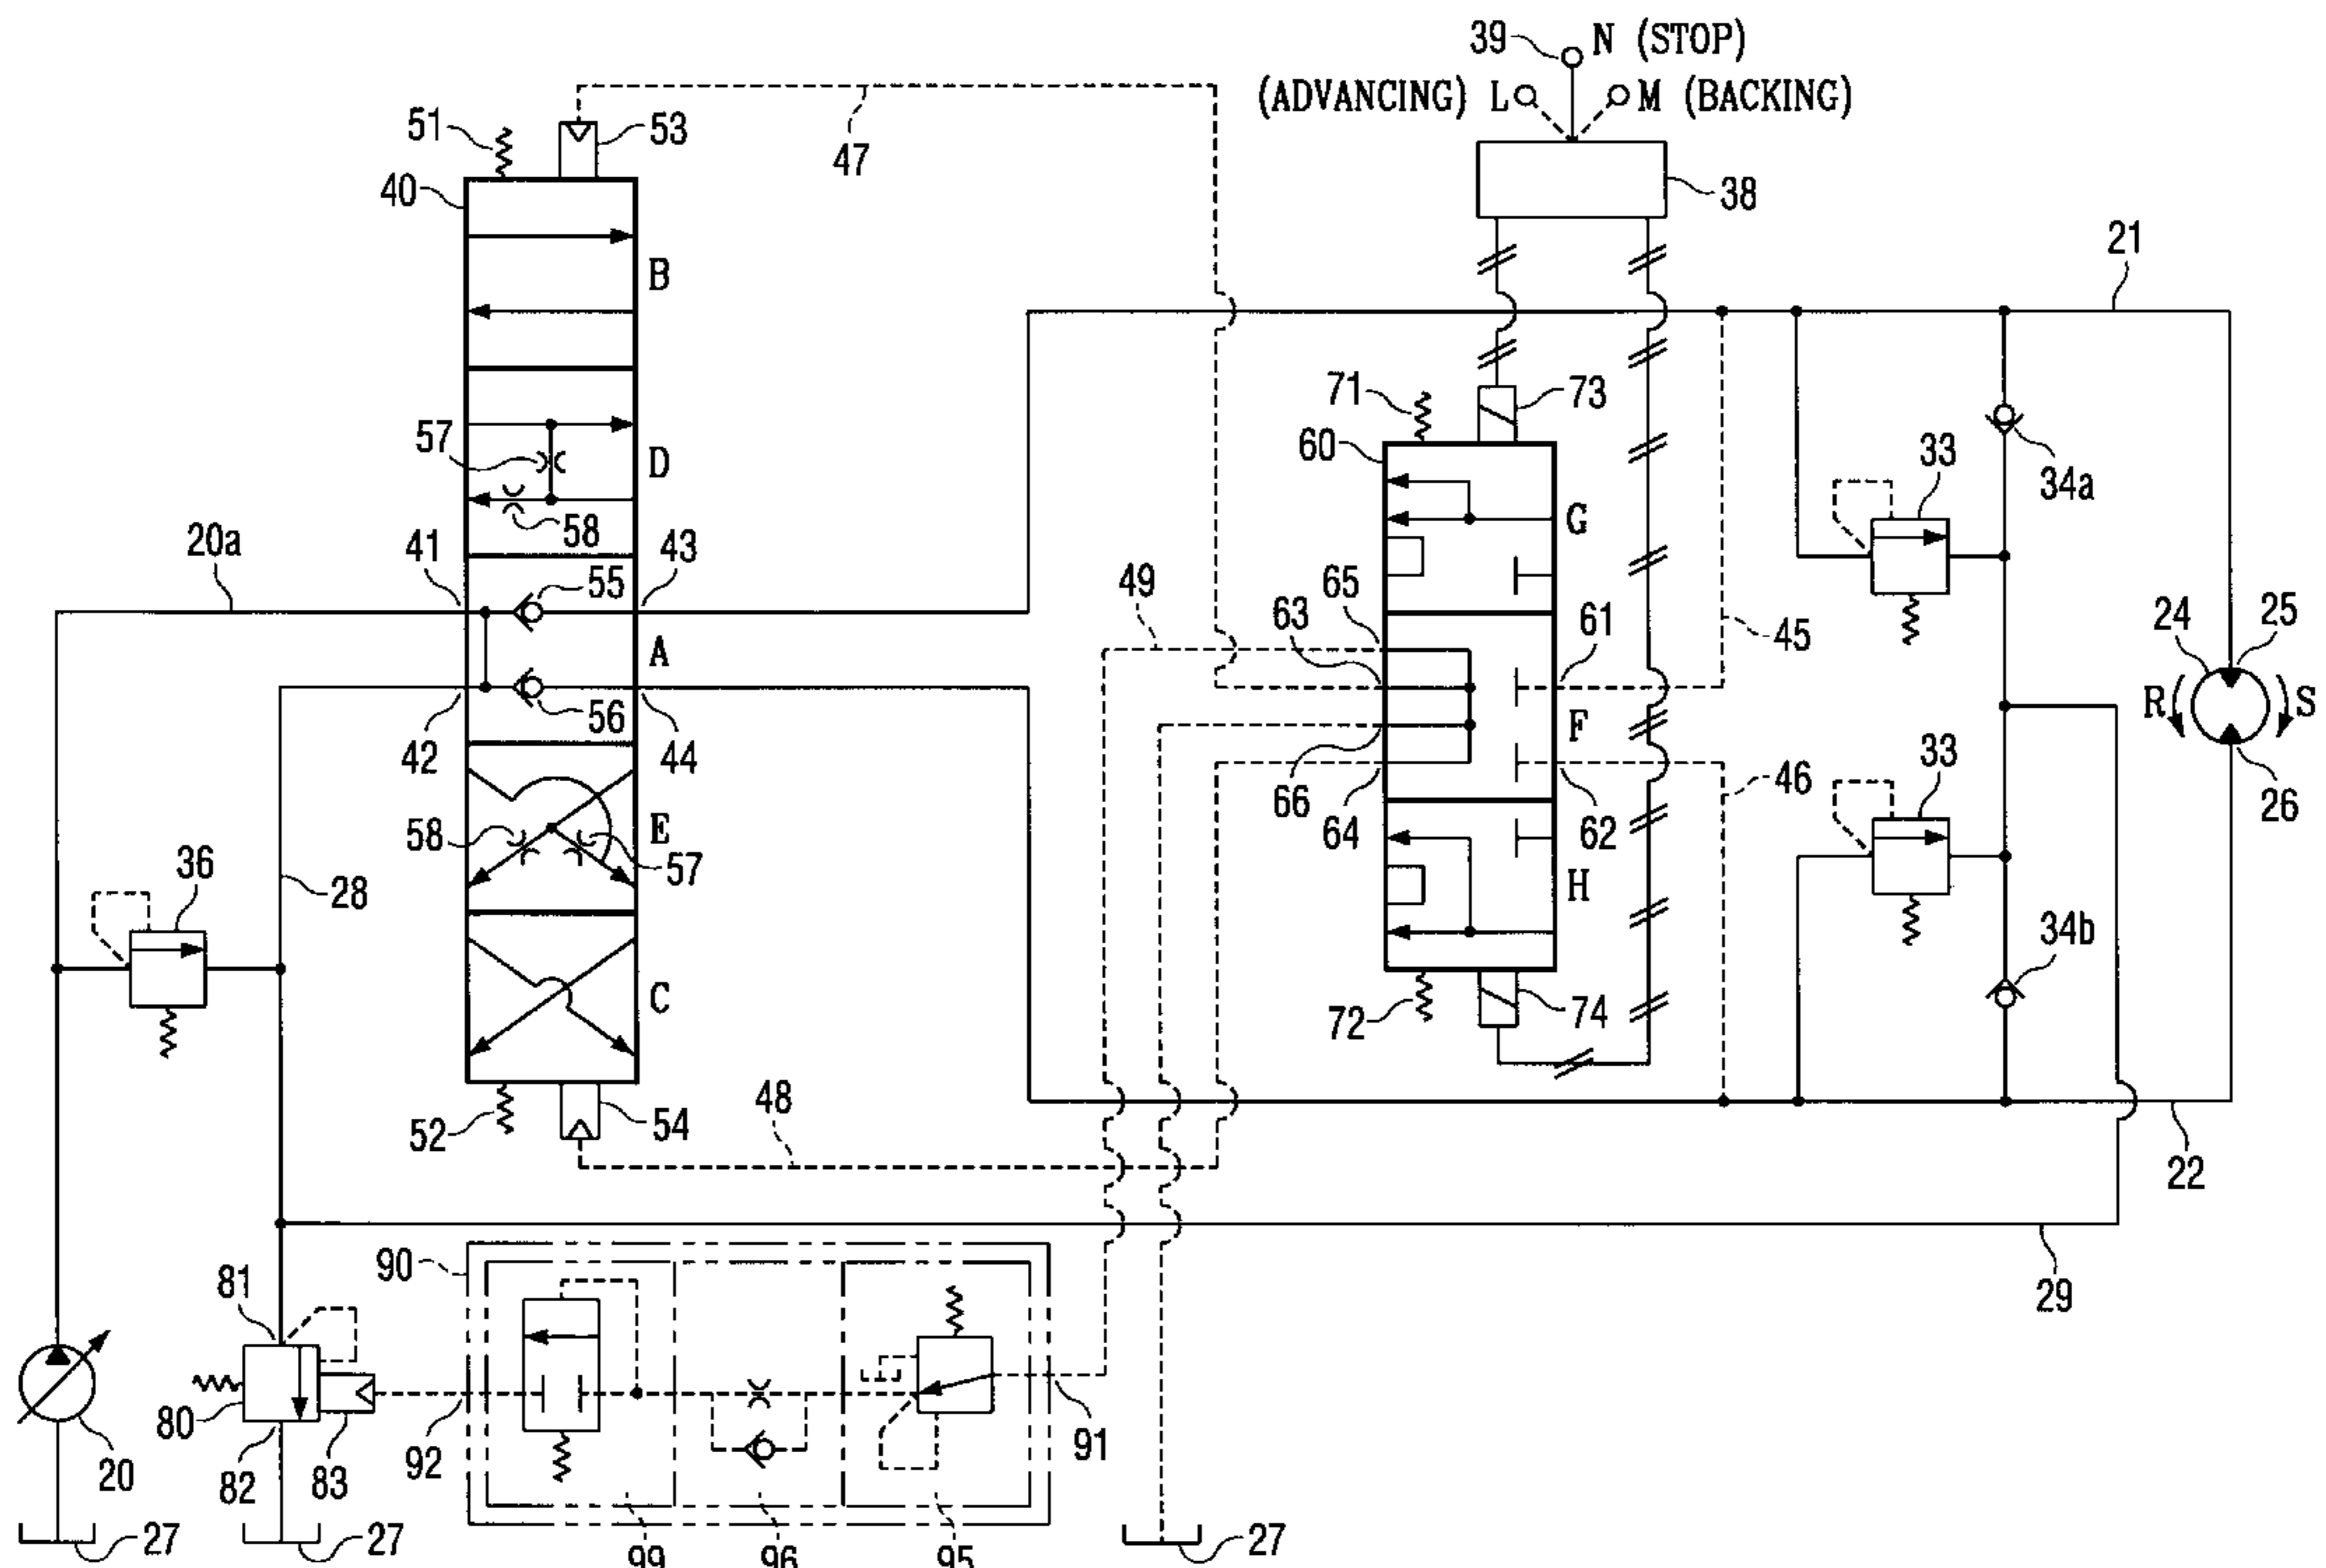 39 N (STOP)
(ADVANCING) L M (BACKING)
51 53 47
40 38
21
B
71 73
57 D 60 33 34a
58 G
20a 41 55 43 49 65
63 61 45 24 25
A R S
56 F
42 44 66 64 62 46 33 26
58 E 57
36 28 H 34b
C
72 74
52 54 48
22
90
81 29
80 92 91
20 82 83
27 27 99 96 95 27